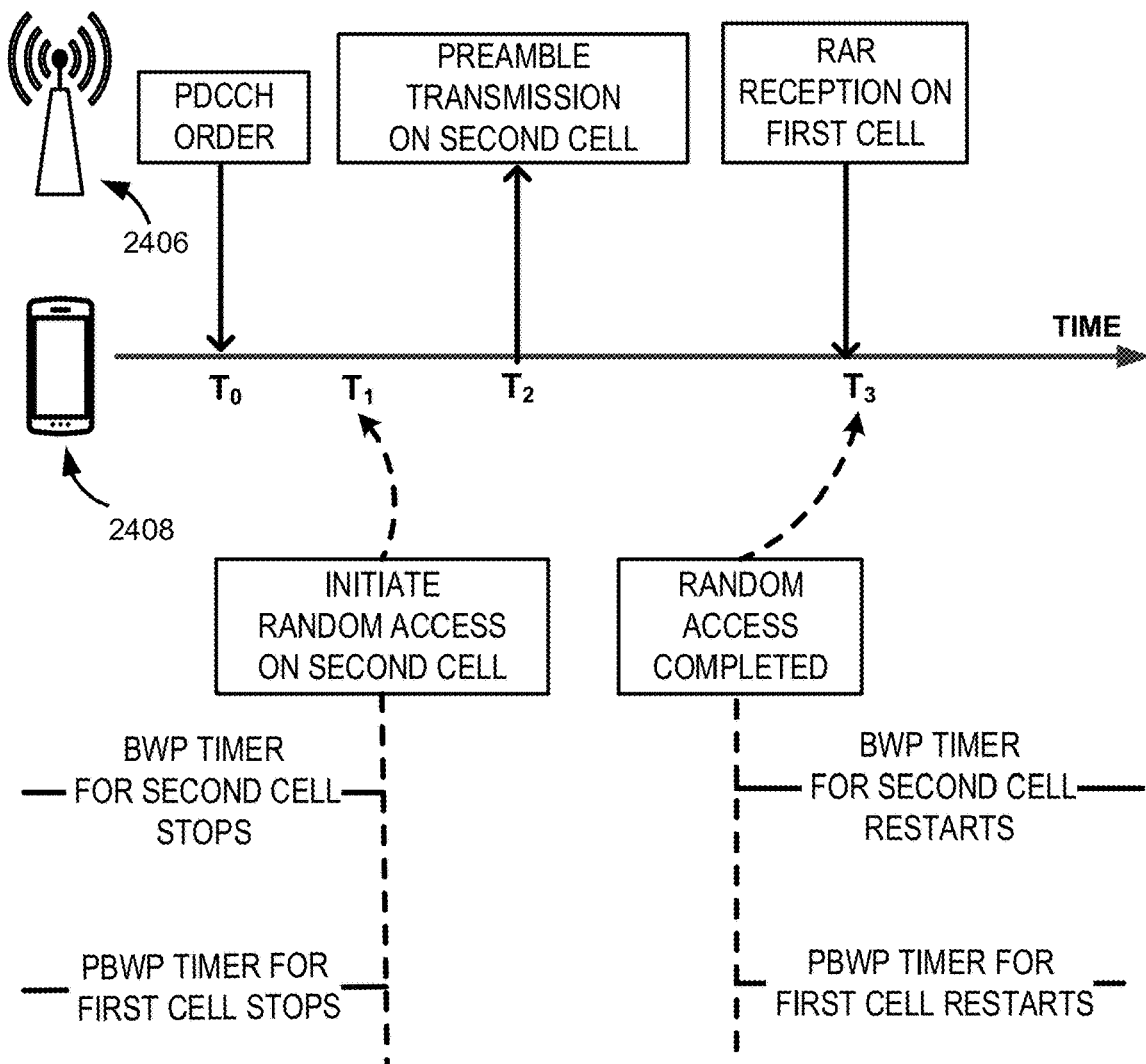 PDCCH
ORDER
PREAMBLE
TRANSMISSION
ON SECOND CELL
RAR
RECEPTION ON
FIRST CELL
2406
TIME
T0
T1
T2
T3
2408
INITIATE
RANDOM ACCESS
ON SECOND CELL
RANDOM
ACCESS
COMPLETED
BWP TIMER
FOR SECOND CELL
STOPS
BWP TIMER
FOR SECOND CELL
RESTARTS
PBWP TIMER FOR
FIRST CELL STOPS
PBWP TIMER FOR
FIRST CELL RESTARTS